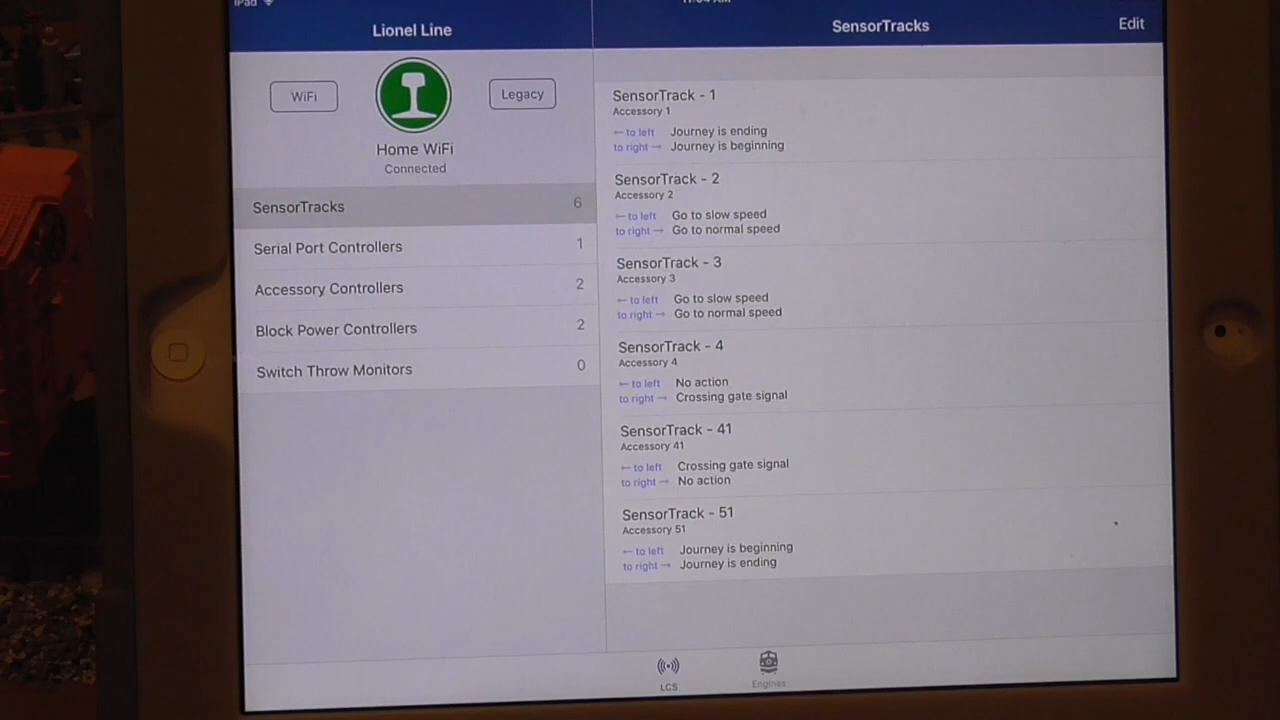 iPad
Lionel Line
SensorTracks
Edit
WiFi
Legacy
Home WiFi
Connected
SensorTracks 6
Serial Port Controllers 1
Accessory Controllers 2
Block Power Controllers 2
Switch Throw Monitors 0
SensorTrack - 1
Accessory 1
← to left Journey is ending
to right → Journey is beginning
SensorTrack - 2
Accessory 2
← to left Go to slow speed
to right → Go to normal speed
SensorTrack - 3
Accessory 3
← to left Go to slow speed
to right → Go to normal speed
SensorTrack - 4
Accessory 4
← to left No action
to right → Crossing gate signal
SensorTrack - 41
Accessory 41
← to left Crossing gate signal
to right → No action
SensorTrack - 51
Accessory 51
← to left Journey is beginning
to right → Journey is ending
LCS
Engines